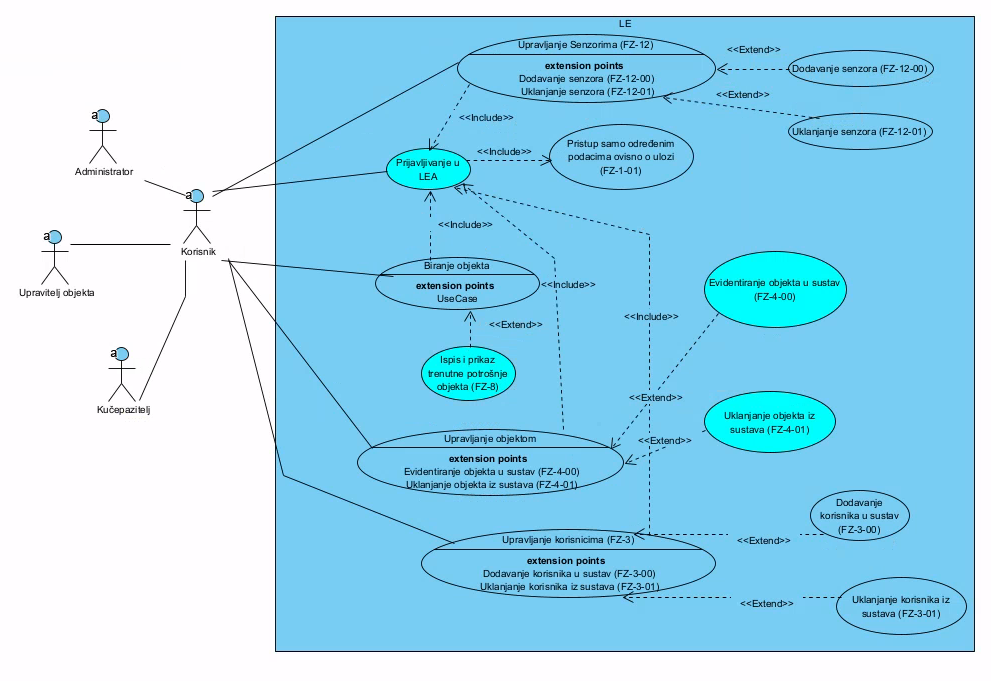 LE
Upravljanje Senzorima (FZ-12)
extension points
Dodavanje senzora (FZ-12-00)
Uklanjanje senzora (FZ-12-01)
<<Extend>>
Dodavanje senzora (FZ-12-00)
<<Extend>>
Uklanjanje senzora (FZ-12-01)
a
Administrator
<<Include>>
Prijavljivanje u
LEA
<<Include>>
Pristup samo određenim
podacima ovisno o ulozi
(FZ-1-01)
a
Korisnik
a
Upravitelj objekta
<<Include>>
Biranje objekta
extension points
UseCase
<<Include>>
Evidentiranje objekta u sustav
(FZ-4-00)
<<Include>>
<<Extend>>
a
Kučepazitelj
Ispis i prikaz
trenutne potrošnje
objekta (FZ-8)
<<Extend>>
Uklanjanje objekta iz
sustava (FZ-4-01)
<<Extend>>
Upravljanje objektom
extension points
Evidentiranje objekta u sustav (FZ-4-00)
Uklanjanje objekta iz sustava (FZ-4-01)
Dodavanje
korisnika u sustav
(FZ-3-00)
<<Extend>>
Upravljanje korisnicima (FZ-3)
extension points
Dodavanje korisnika u sustav (FZ-3-00)
Uklanjanje korisnika iz sustava (FZ-3-01)
<<Extend>>
Uklanjanje korisnika iz
sustava (FZ-3-01)